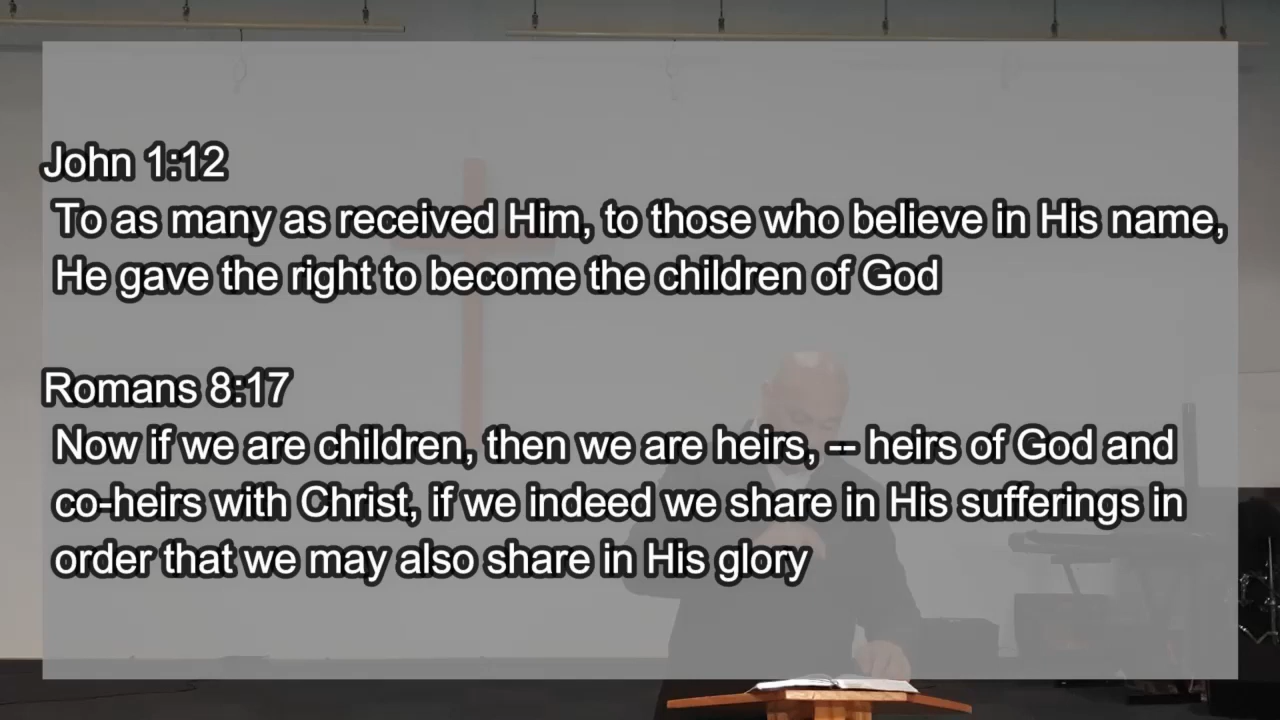 John 1:12
To as many as received Him, to those who believe in His name,
He gave the right to become the children of God
Romans 8:17
Now if we are children, then we are heirs, -- heirs of God and
co-heirs with Christ, if we indeed we share in His sufferings in
order that we may also share in His glory